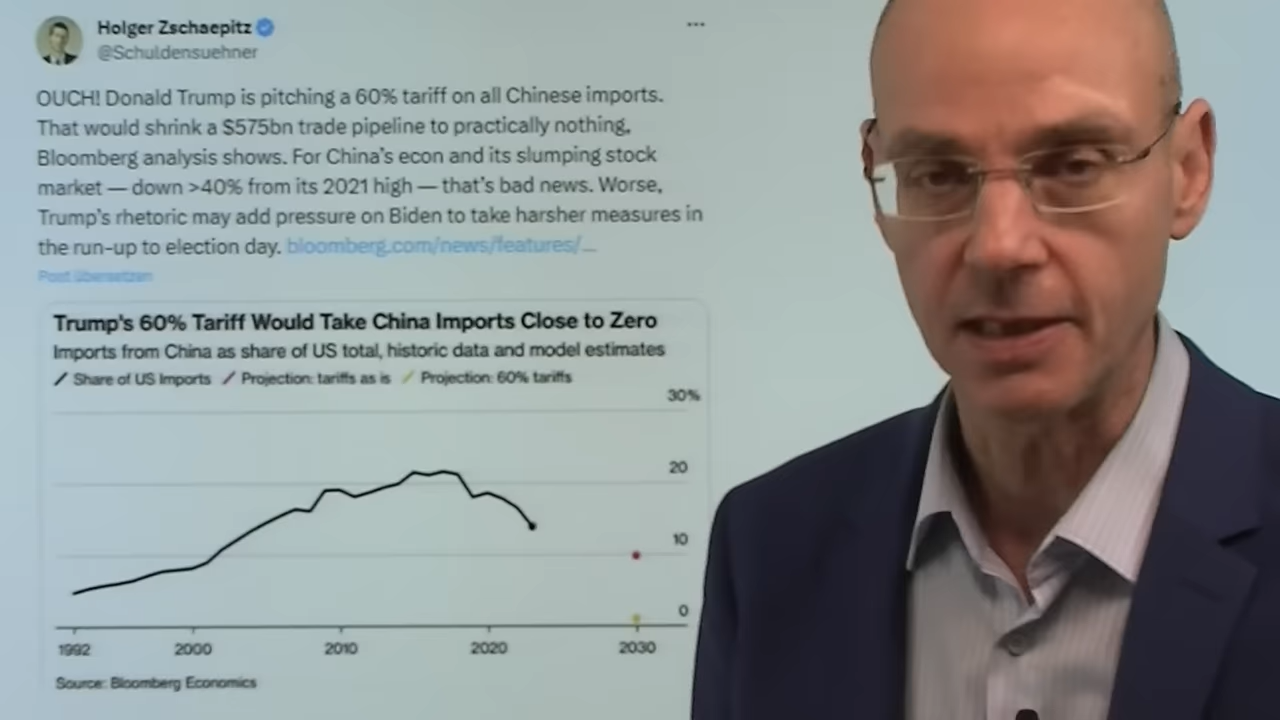 Holger Zschaepitz
@Schuldensuehner
OUCH! Donald Trump is pitching a 60% tariff on all Chinese imports.
That would shrink a $575bn trade pipeline to practically nothing,
Bloomberg analysis shows. For China's econ and its slumping stock
market — down >40% from its 2021 high — that's bad news. Worse,
Trump's rhetoric may add pressure on Biden to take harsher measures in
the run-up to election day. bloomberg.com/news/features/...
Post übersetzen
Trump's 60% Tariff Would Take China Imports Close to Zero
Imports from China as share of US total, historic data and model estimates
Share of US Imports Projection: tariffs as is Projection: 60% tariffs
30%
20
10
0
1992 2000 2010 2020 2030
Source: Bloomberg Economics